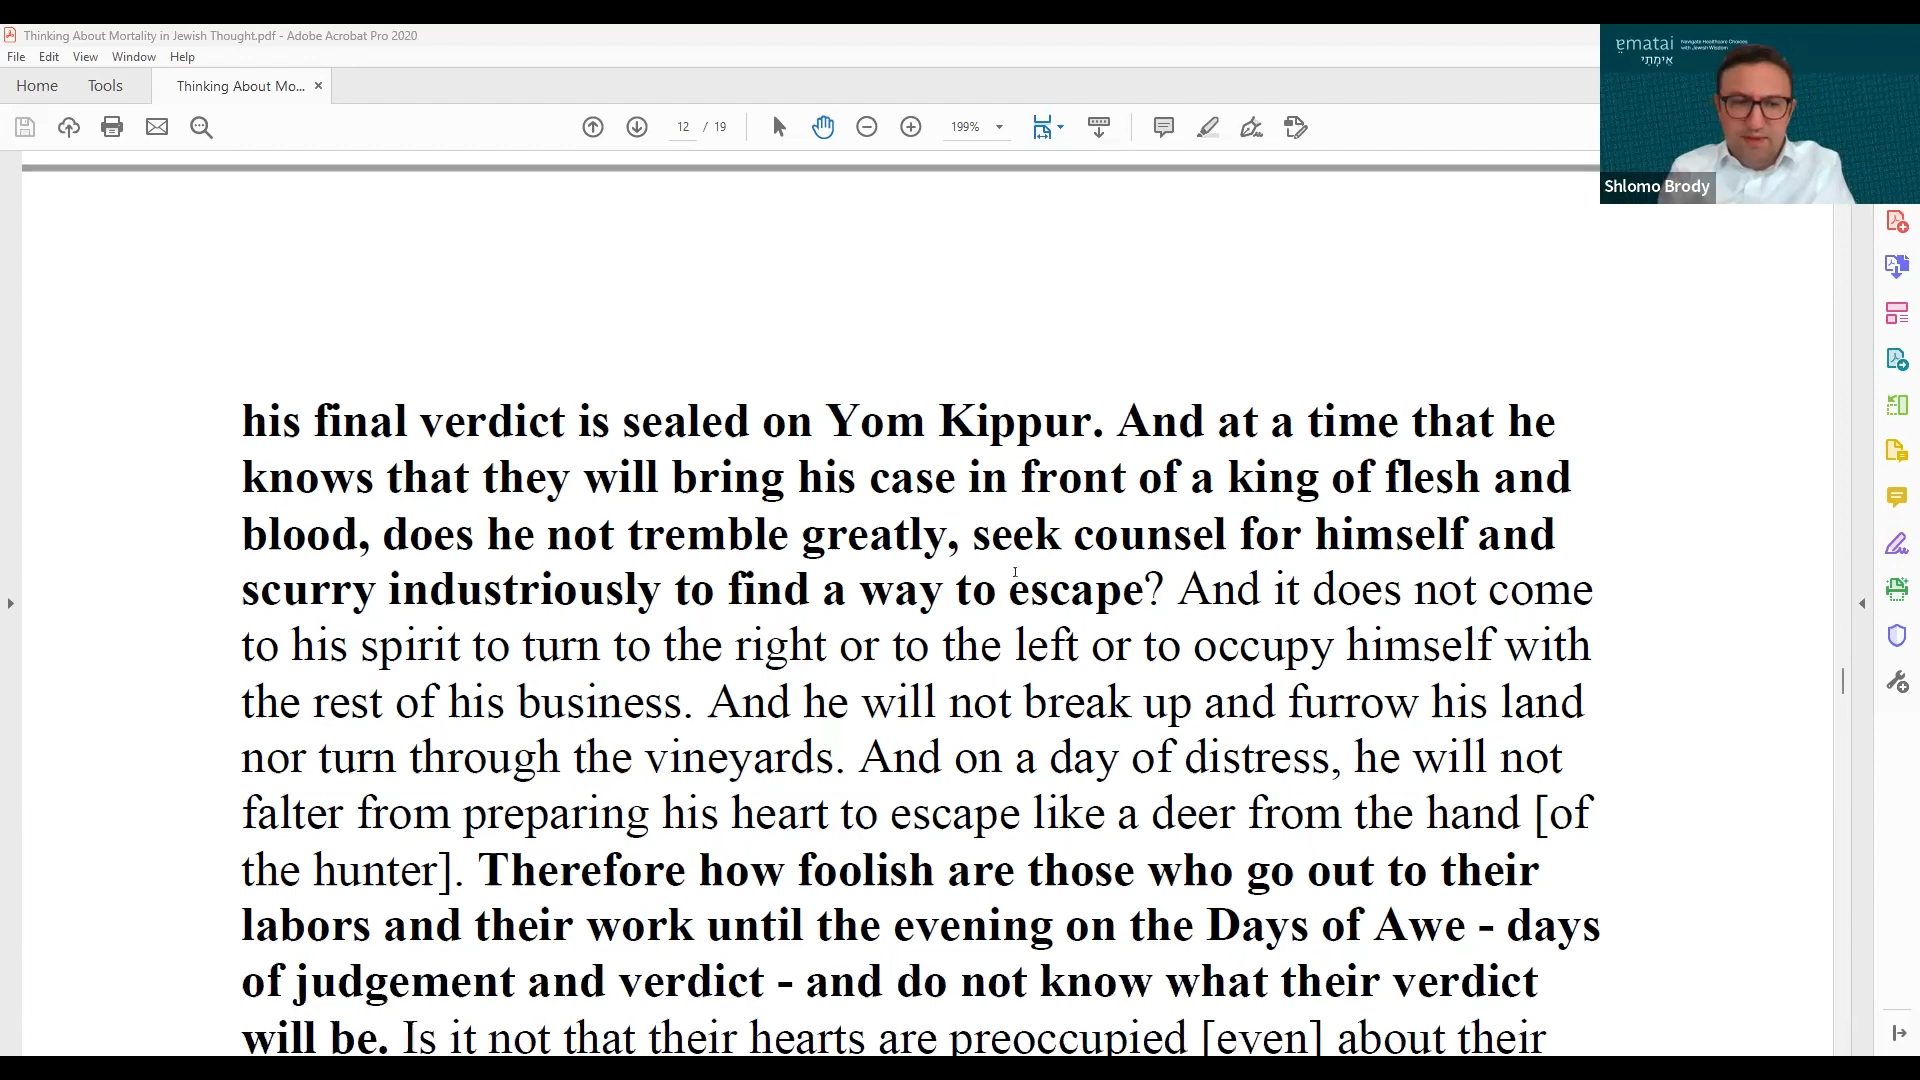 Thinking About Mortality in Jewish Thought.pdf - Adobe Acrobat Pro 2020
File Edit View Window Help
Home Tools Thinking About Mo... ×
12 / 19 199%
ematai Navigate Healthcare Choices
with Jewish Wisdom
אֵימָתַי
Shlomo Brody
his final verdict is sealed on Yom Kippur. And at a time that he
knows that they will bring his case in front of a king of flesh and
blood, does he not tremble greatly, seek counsel for himself and
scurry industriously to find a way to escape? And it does not come
to his spirit to turn to the right or to the left or to occupy himself with
the rest of his business. And he will not break up and furrow his land
nor turn through the vineyards. And on a day of distress, he will not
falter from preparing his heart to escape like a deer from the hand [of
the hunter]. Therefore how foolish are those who go out to their
labors and their work until the evening on the Days of Awe - days
of judgement and verdict - and do not know what their verdict
will be. Is it not that their hearts are preoccupied [even] about their